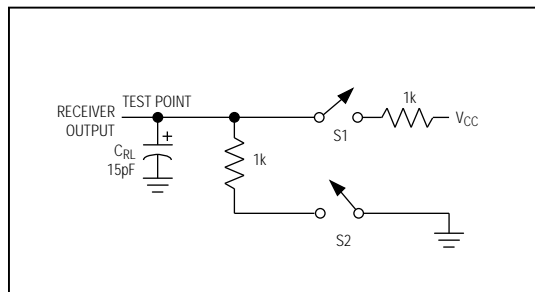 RECEIVER
OUTPUT
TEST POINT
+
CRL
15pF
1k
S1
1k
VCC
S2